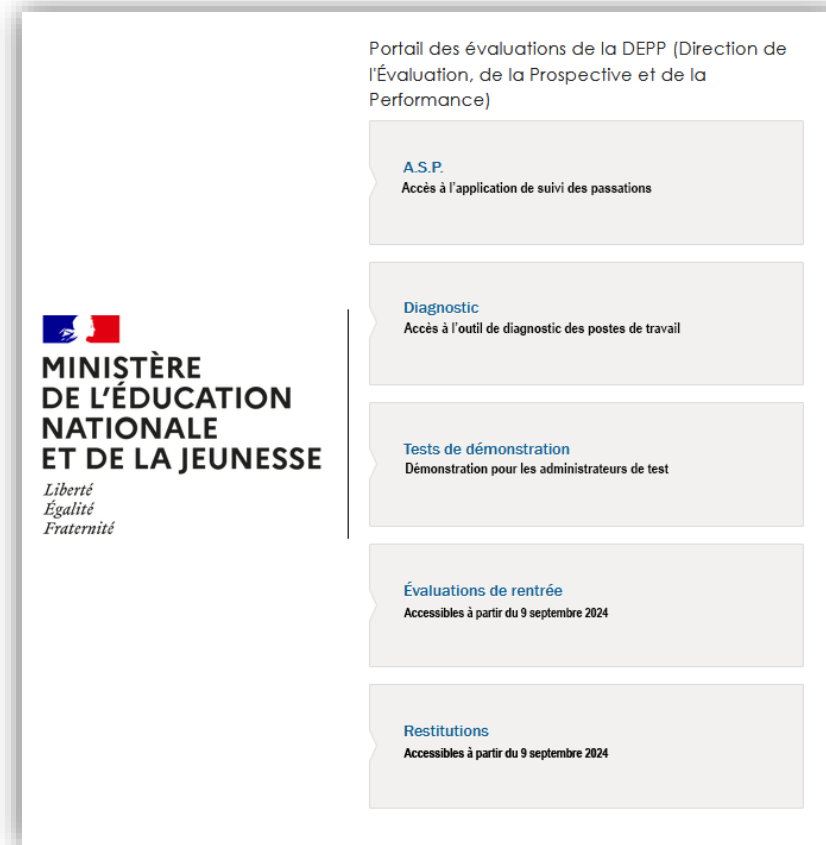 Portail des évaluations de la DEPP (Direction de
l'Évaluation, de la Prospective et de la
Performance)
A.S.P.
Accès à l'application de suivi des passations
Diagnostic
Accès à l'outil de diagnostic des postes de travail
MINISTÈRE
DE L'ÉDUCATION
NATIONALE
ET DE LA JEUNESSE
Liberté
Égalité
Fraternité
Tests de démonstration
Démonstration pour les administrateurs de test
Évaluations de rentrée
Accessibles à partir du 9 septembre 2024
Restitutions
Accessibles à partir du 9 septembre 2024